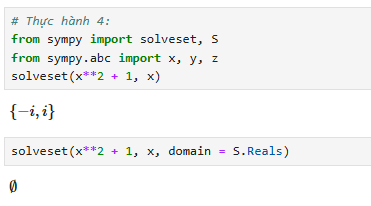 # Thực hành 4:
from sympy import solveset, S
from sympy.abc import x, y, z
solveset(x**2 + 1, x)
{−i, i}
solveset(x**2 + 1, x, domain = S.Reals)
∅